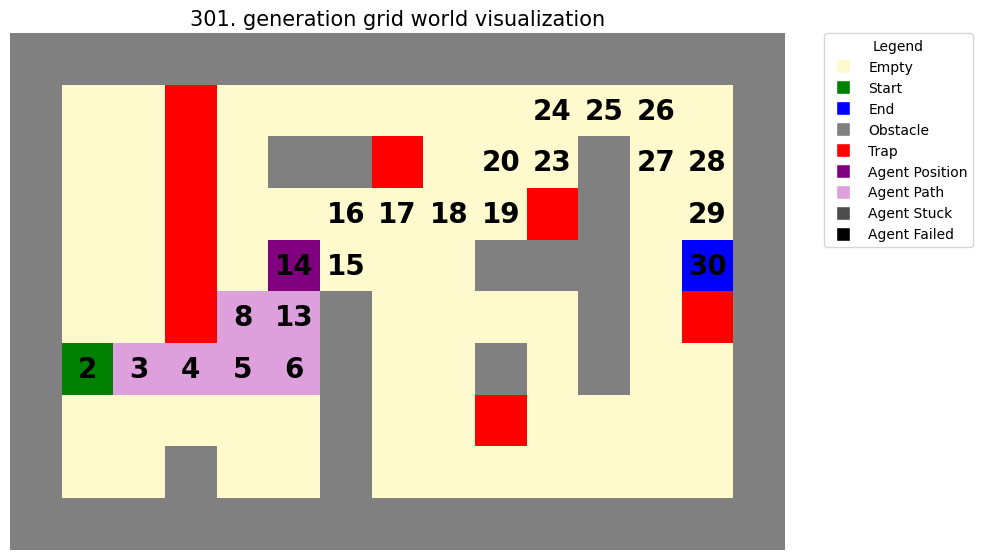 301. generation grid world visualization
Legend
Empty
Start
End
Obstacle
Trap
Agent Position
Agent Path
Agent Stuck
Agent Failed
24 25 26
20 23 27 28
16 17 18 19 29
14 15 30
8 13
2 3 4 5 6